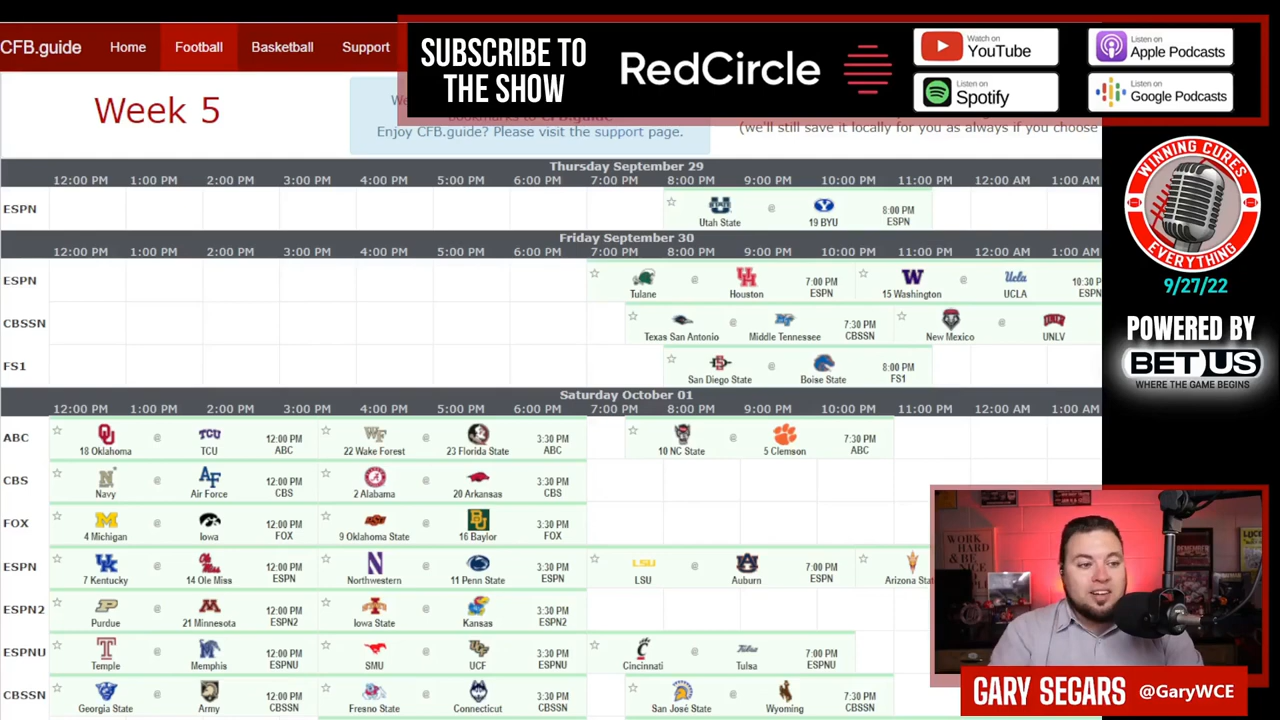 CFB.guide Home Football Basketball Support
SUBSCRIBE TO
THE SHOW
RedCircle
Watch on
YouTube
Listen on
Spotify
Listen on
Apple Podcasts
Listen on
Google Podcasts
Week 5
Enjoy CFB.guide? Please visit the support page.
(we'll still save it locally for you as always if you choose
WINNING CURES
EVERYTHING
9/27/22
POWERED BY
BETUS
WHERE THE GAME BEGINS
Thursday September 29
12:00 PM 1:00 PM 2:00 PM 3:00 PM 4:00 PM 5:00 PM 6:00 PM 7:00 PM 8:00 PM 9:00 PM 10:00 PM 11:00 PM 12:00 AM 1:00 AM
ESPN
Utah State @ 19 BYU 8:00 PM ESPN
Friday September 30
12:00 PM 1:00 PM 2:00 PM 3:00 PM 4:00 PM 5:00 PM 6:00 PM 7:00 PM 8:00 PM 9:00 PM 10:00 PM 11:00 PM 12:00 AM 1:00 AM
ESPN
Tulane @ Houston 7:00 PM ESPN
15 Washington @ UCLA 10:30 P ESPN
CBSSN
Texas San Antonio @ Middle Tennessee 7:30 PM CBSSN
New Mexico @ UNLV
FS1
San Diego State @ Boise State 8:00 PM FS1
Saturday October 01
12:00 PM 1:00 PM 2:00 PM 3:00 PM 4:00 PM 5:00 PM 6:00 PM 7:00 PM 8:00 PM 9:00 PM 10:00 PM 11:00 PM 12:00 AM 1:00 AM
ABC
18 Oklahoma @ TCU 12:00 PM ABC
22 Wake Forest @ 23 Florida State 3:30 PM ABC
10 NC State @ 5 Clemson 7:30 PM ABC
CBS
Navy @ Air Force 12:00 PM CBS
2 Alabama @ 20 Arkansas 3:30 PM CBS
FOX
4 Michigan @ Iowa 12:00 PM FOX
9 Oklahoma State @ 16 Baylor 3:30 PM FOX
ESPN
7 Kentucky @ 14 Ole Miss 12:00 PM ESPN
Northwestern @ 11 Penn State 3:30 PM ESPN
LSU @ Auburn 7:00 PM ESPN
Arizona Stat
ESPN2
Purdue @ 21 Minnesota 12:00 PM ESPN2
Iowa State @ Kansas 3:30 PM ESPN2
ESPNU
Temple @ Memphis 12:00 PM ESPNU
SMU @ UCF 3:30 PM ESPNU
Cincinnati @ Tulsa 7:00 PM ESPNU
CBSSN
Georgia State @ Army 12:00 PM CBSSN
Fresno State @ Connecticut 3:30 PM CBSSN
San José State @ Wyoming 7:30 PM CBSSN
WORK
HARD
& BE
GARY SEGARS @GaryWCE